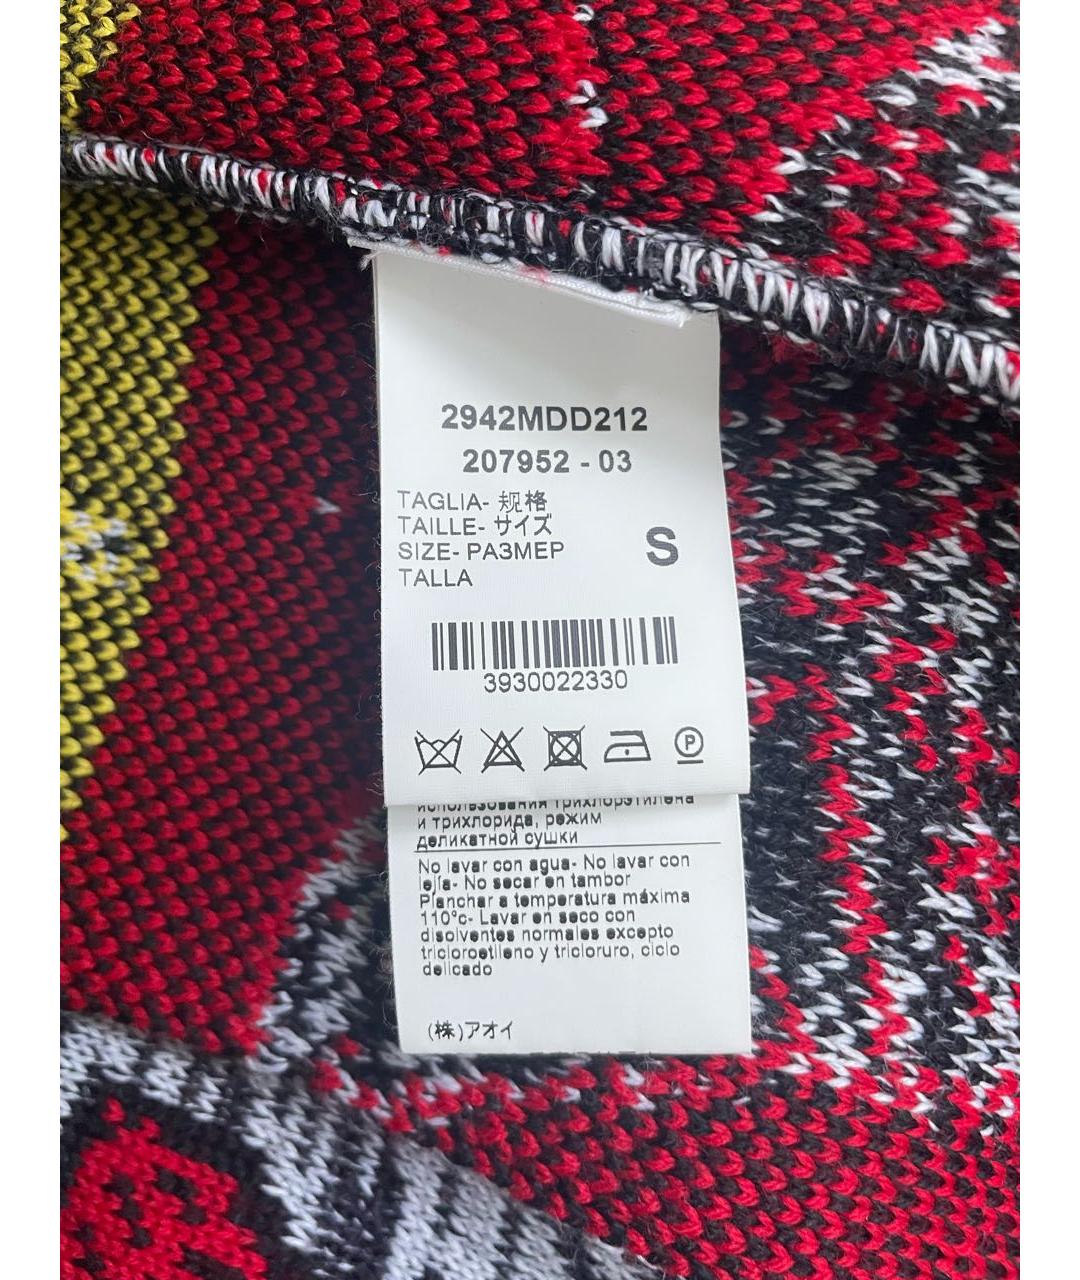 2942MDD212
207952 - 03
TAGLIA- 规格
TAILLE- サイズ
SIZE- РАЗМЕР
TALLA
S
3930022330
P
использования трихлорэтилена
и трихлорида, режим
деликатной сушки
No lavar con agua- No lavar con
lejía- No secar en tambor
Planchar a temperatura máxima
110°c- Lavar en seco con
disolventes normales excepto
tricloroetileno y tricloruro, ciclo
delicado
(株)アオイ